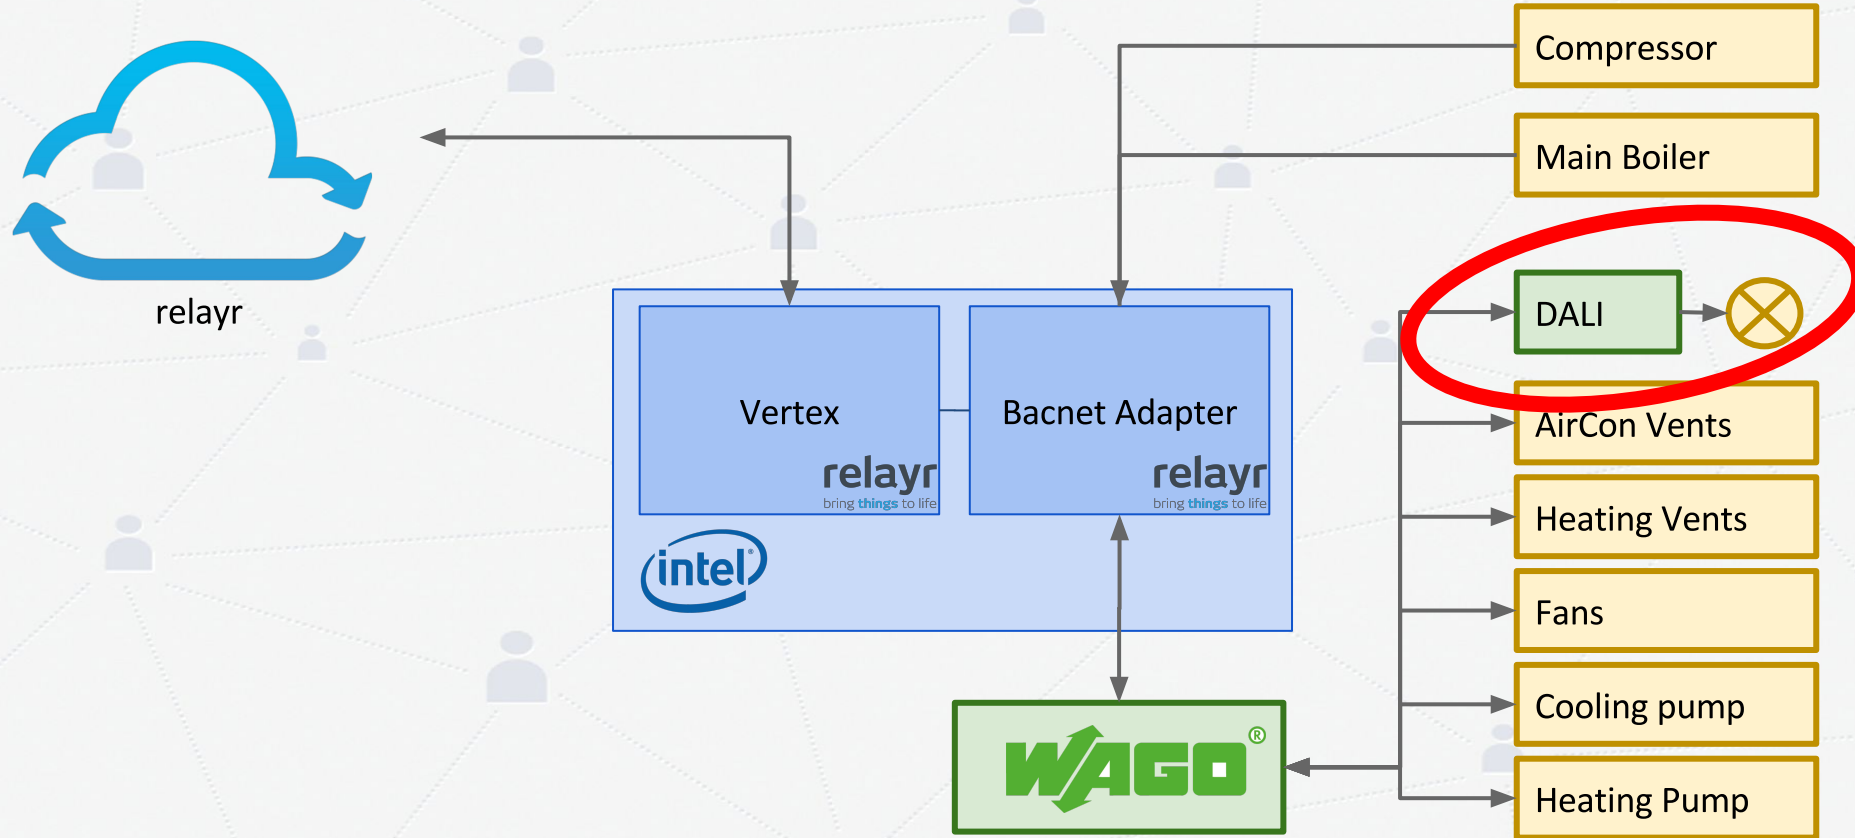 Compressor
Main Boiler
relayr
DALI
Vertex
Bacnet Adapter
AirCon Vents
relayr
bring things to life
relayr
bring things to life
Heating Vents
intel®
Fans
Cooling pump
WAGO®
Heating Pump